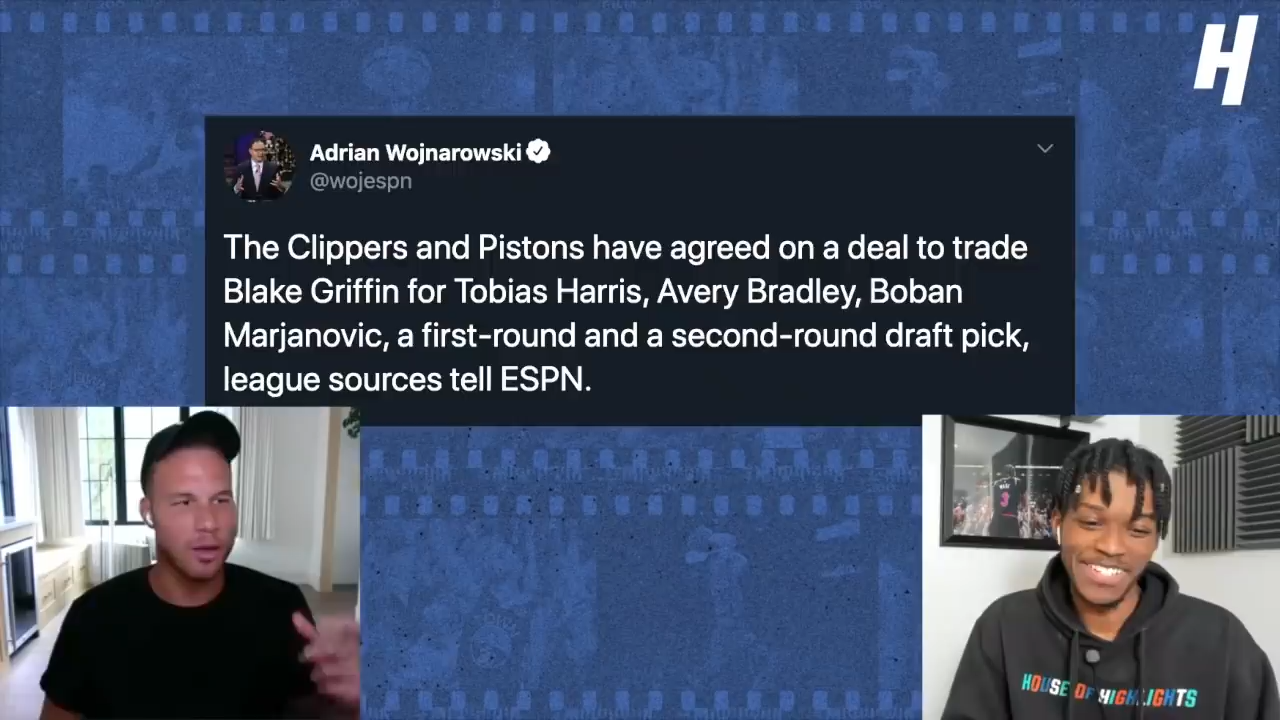 H
Adrian Wojnarowski
@wojespn
The Clippers and Pistons have agreed on a deal to trade
Blake Griffin for Tobias Harris, Avery Bradley, Boban
Marjanovic, a first-round and a second-round draft pick,
league sources tell ESPN.
3
HOUSE OF HIGHLIGHTS